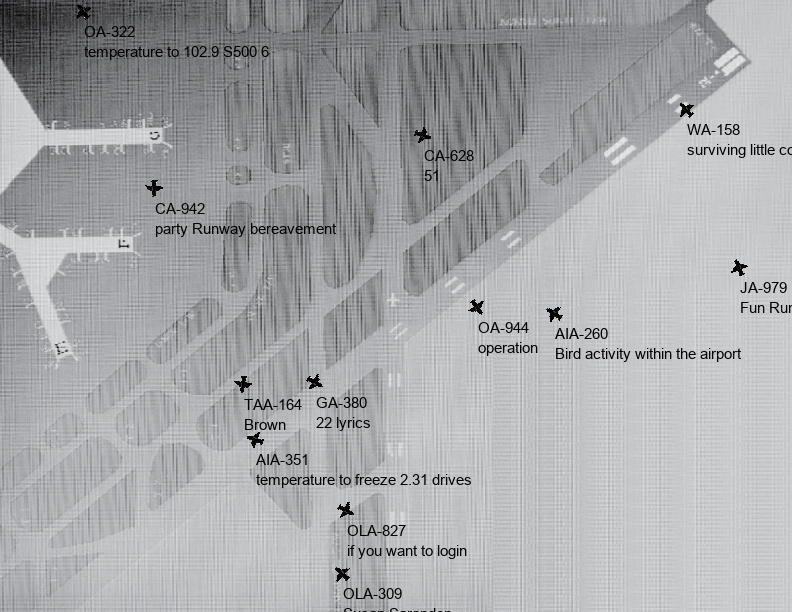 OA-322
temperature to 102.9 S500 6
WA-158
surviving little
CA-628
51
CA-942
party Runway bereavement
JA-979
Fun
OA-944
operation
AIA-260
Bird activity within the airport
TAA-164
Brown
GA-380
22 lyrics
AIA-351
temperature to freeze 2.31 drives
OLA-827
if you want to login
OLA-309